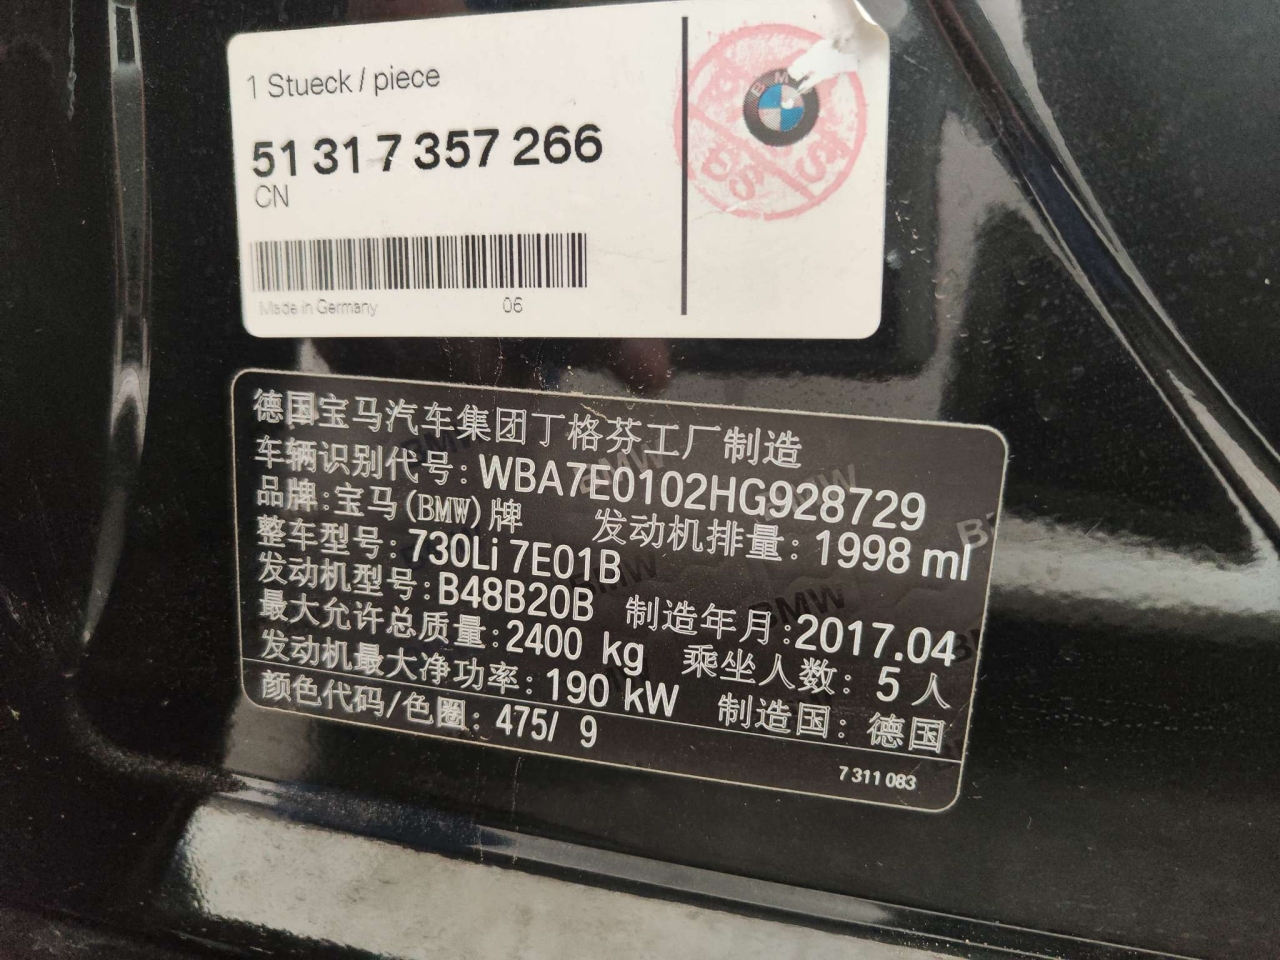 1 Stueck / piece
51 31 7 357 266
CN
Made in Germany 06
BMW
德国宝马汽车集团丁格芬工厂制造
车辆识别代号: WBA7E0102HG928729
品牌: 宝马(BMW)牌 发动机排量: 1998 ml
整车型号: 730Li 7E01B
发动机型号: B48B20B 制造年月: 2017.04
最大允许总质量: 2400 kg 乘坐人数: 5 人
发动机最大净功率: 190 kW 制造国: 德国
颜色代码/色圈: 475/ 9
7 311 083